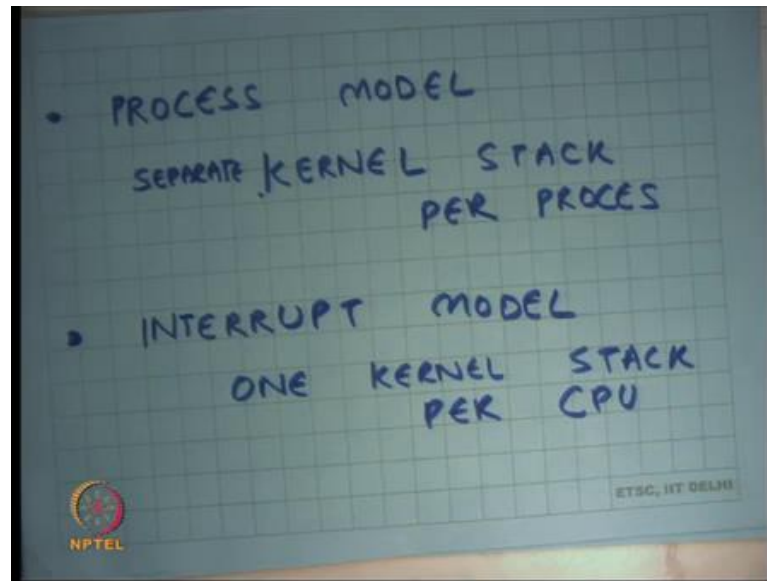 • PROCESS MODEL
SEPARATE KERNEL STACK
PER PROCES
• INTERRUPT MODEL
ONE KERNEL STACK
PER CPU
ETSC, IIT DELHI
NPTEL